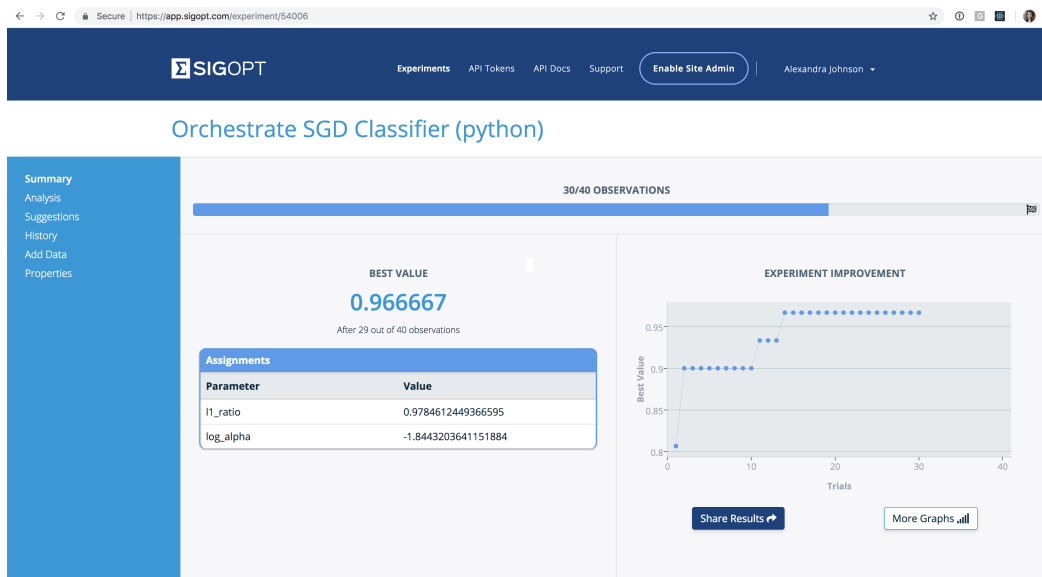 Secure | https://app.sigopt.com/experiment/54006
SIGOPT
Experiments API Tokens API Docs Support Enable Site Admin Alexandra Johnson
Orchestrate SGD Classifier (python)
Summary
Analysis
Suggestions
History
Add Data
Properties
30/40 OBSERVATIONS
BEST VALUE
0.966667
After 29 out of 40 observations
Assignments
Parameter Value
l1_ratio 0.9784612449366595
log_alpha -1.8443203641151884
EXPERIMENT IMPROVEMENT
Best Value
0.95
0.9
0.85
0.8
0 10 20 30 40
Trials
Share Results
More Graphs